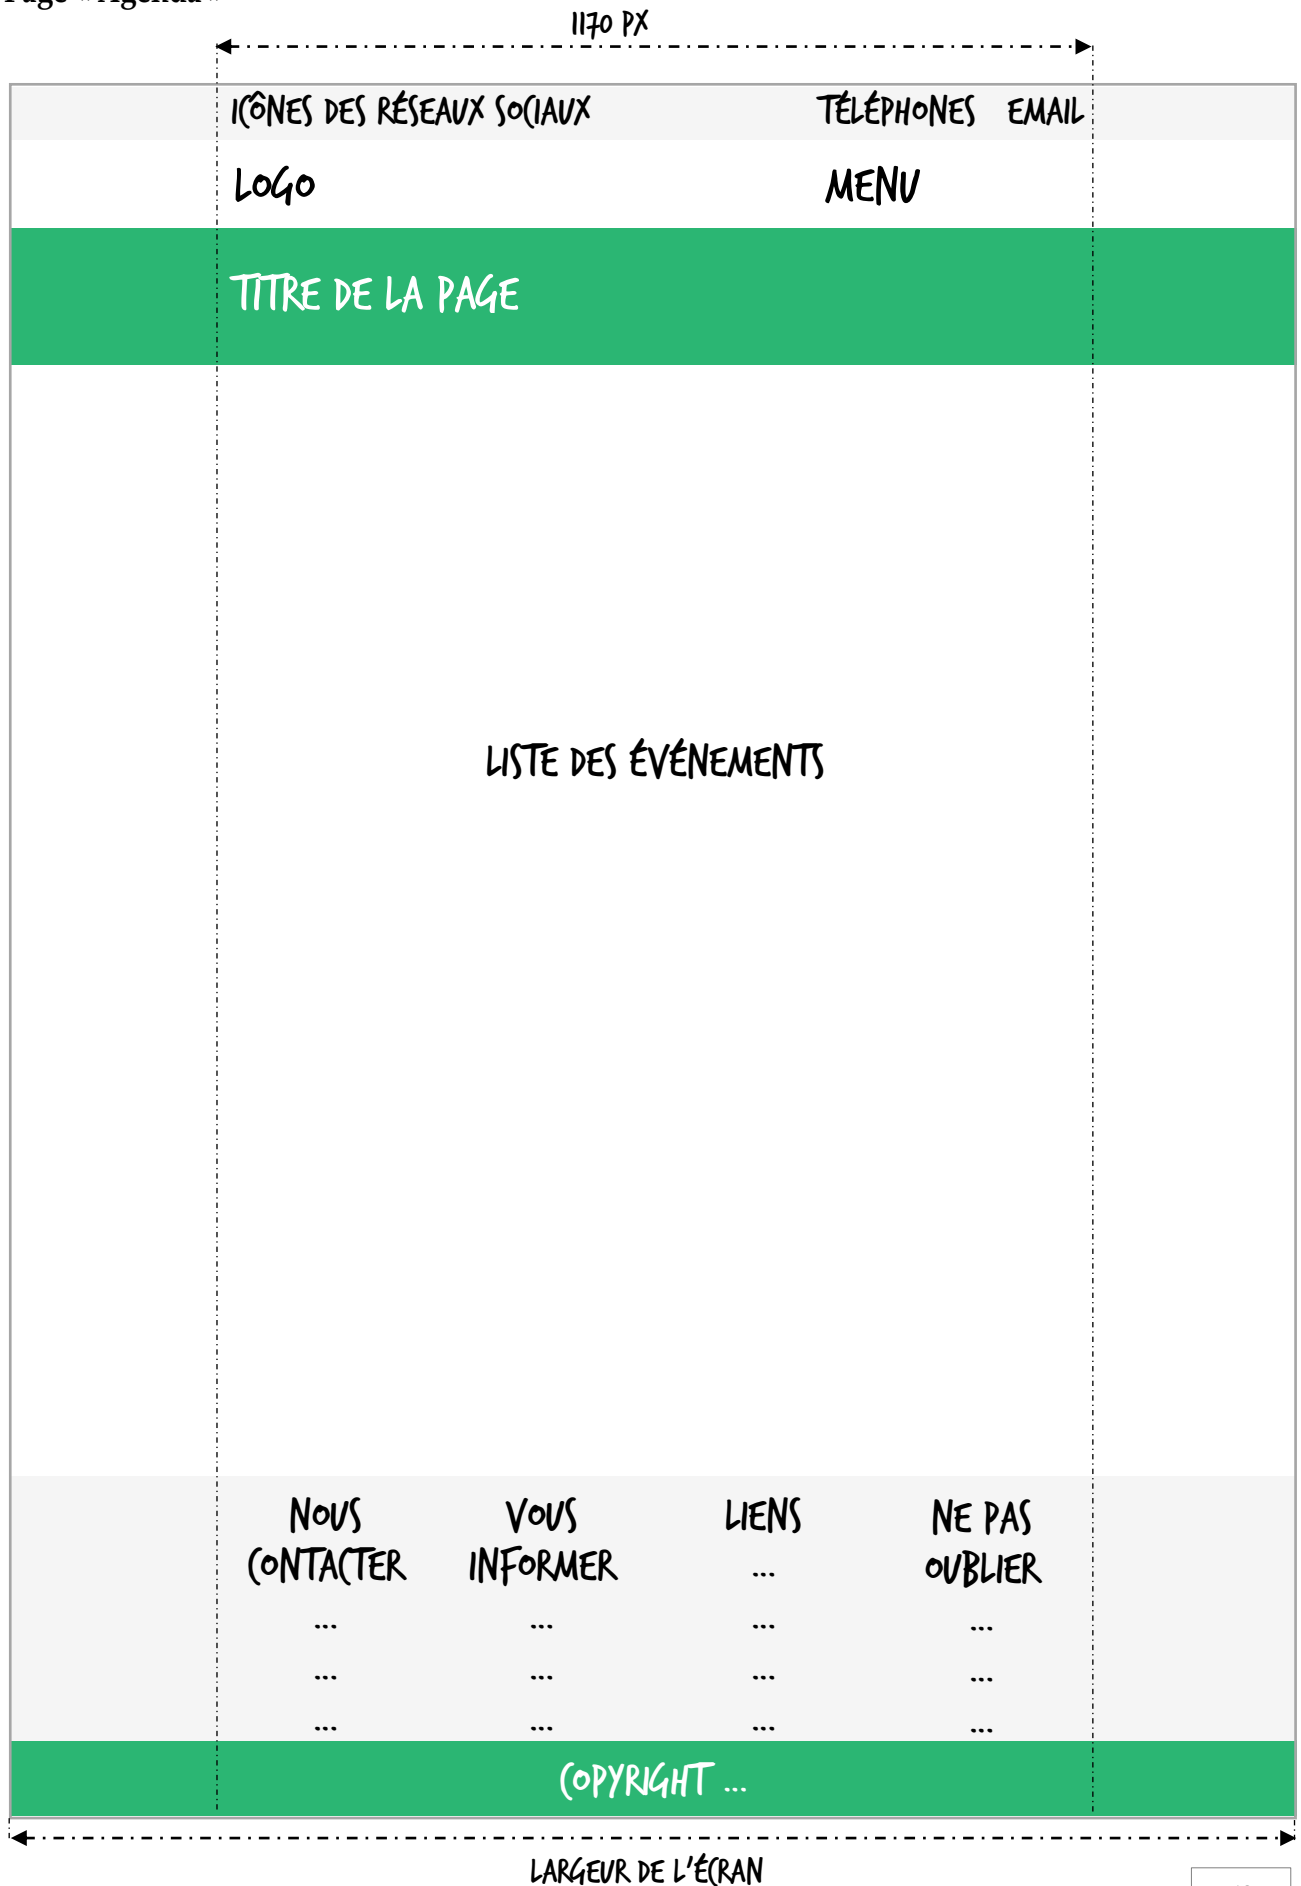 1170 PX
ICÔNES DES RÉSEAUX SOCIAUX TÉLÉPHONES EMAIL
LOGO MENU
TITRE DE LA PAGE
LISTE DES ÉVÉNEMENTS
NOUS VOUS LIENS NE PAS
CONTACTER INFORMER ... OUBLIER
... ... ... ...
... ... ... ...
... ... ... ...
COPYRIGHT ...
LARGEUR DE L'ÉCRAN